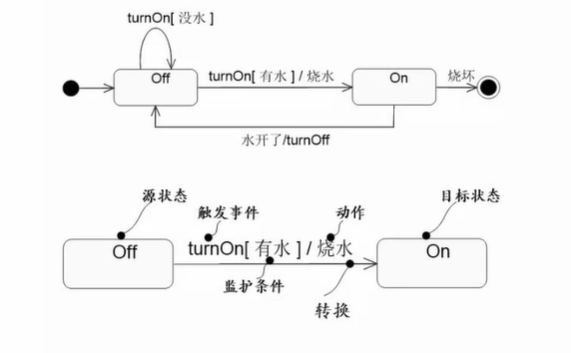 turnOn[ 没水 ]
Off
turnOn[ 有水 ] / 烧水
On
烧坏
水开了/turnOff
源状态
触发事件
动作
目标状态
Off
turnOn[ 有水 ] / 烧水
On
监护条件
转换